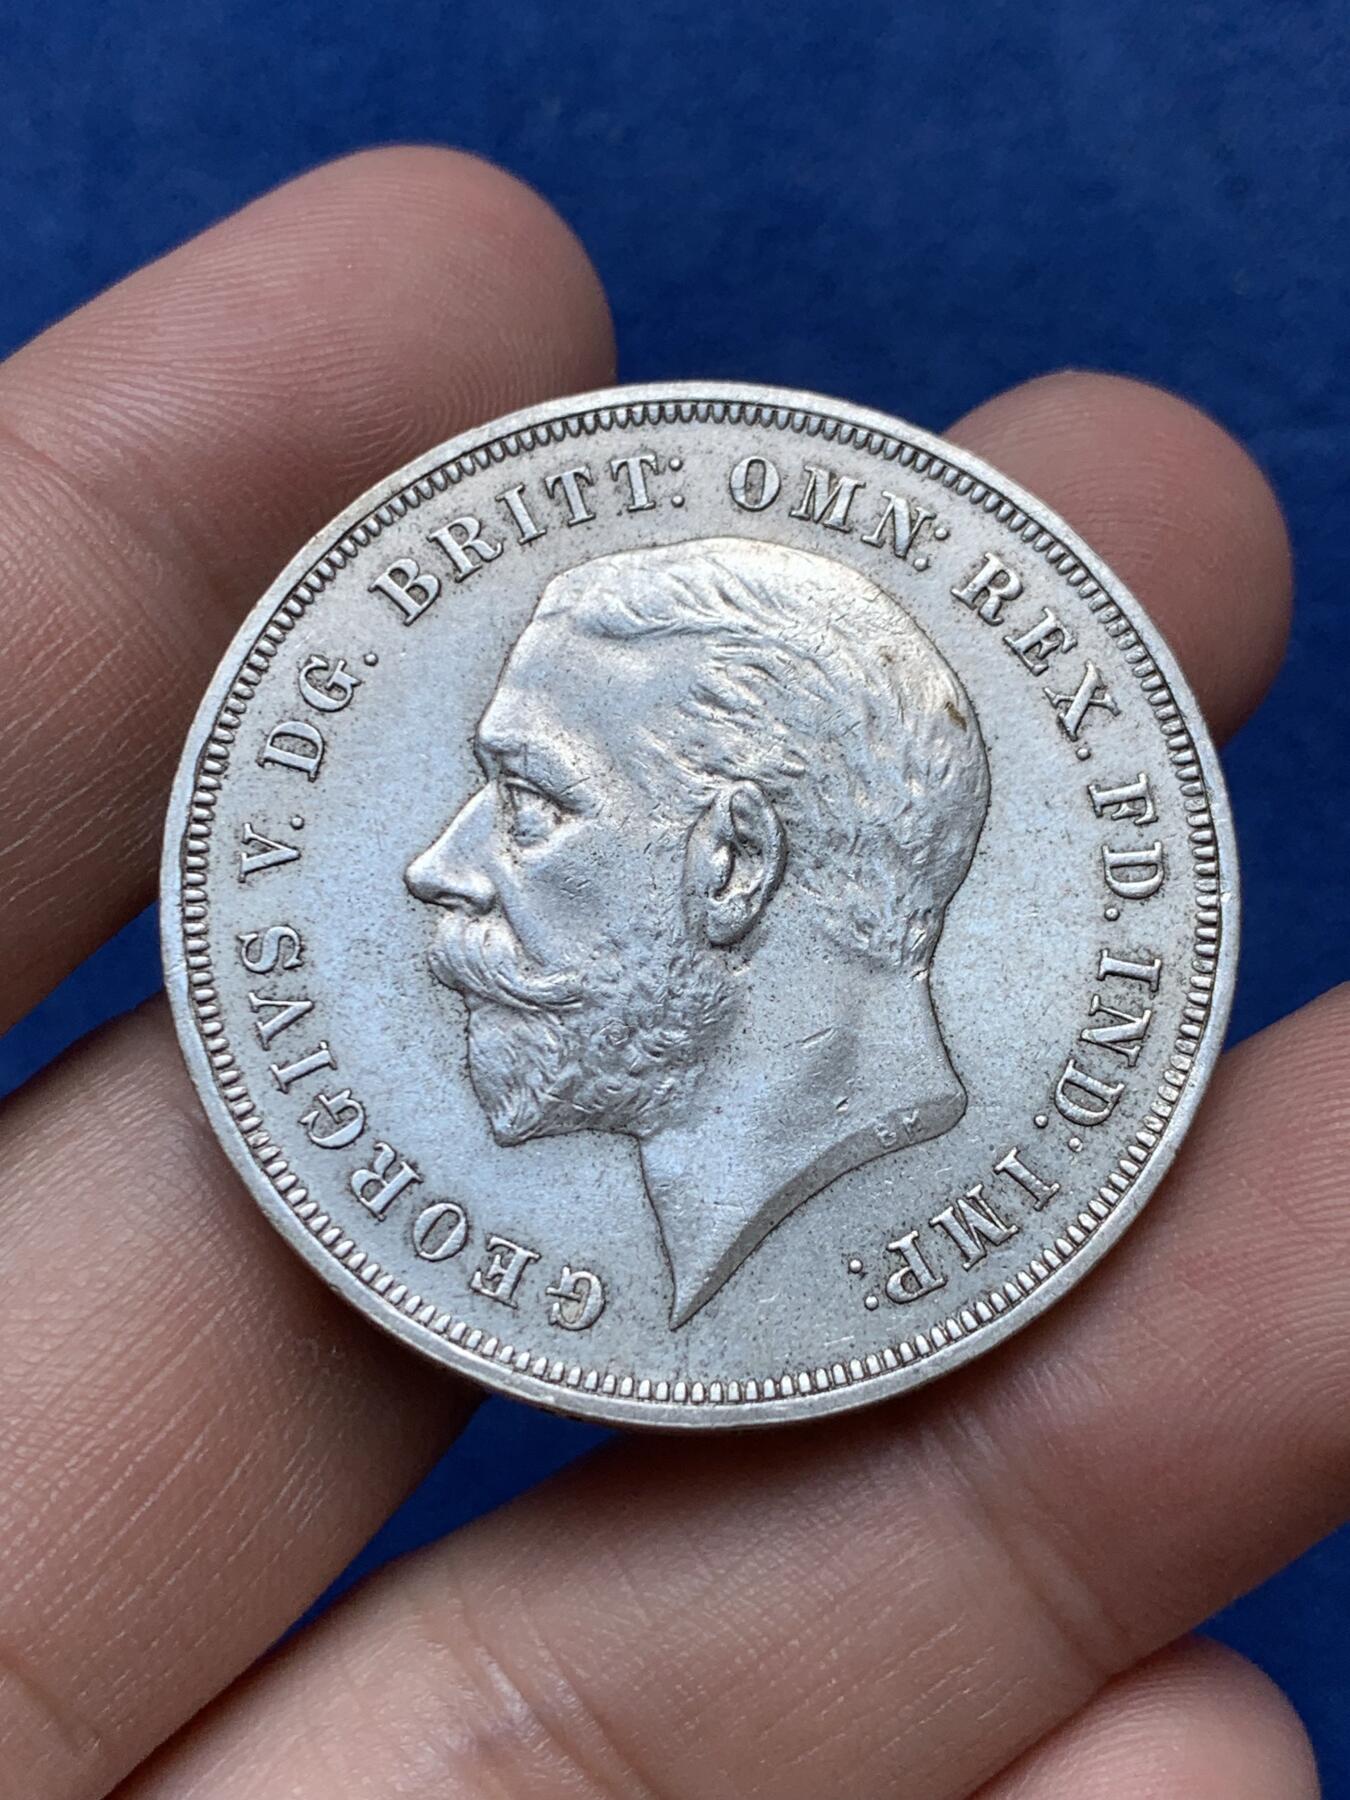 GEORGIVS V. DG. BRITT: OMN: REX. FD. IND: IMP:
BM